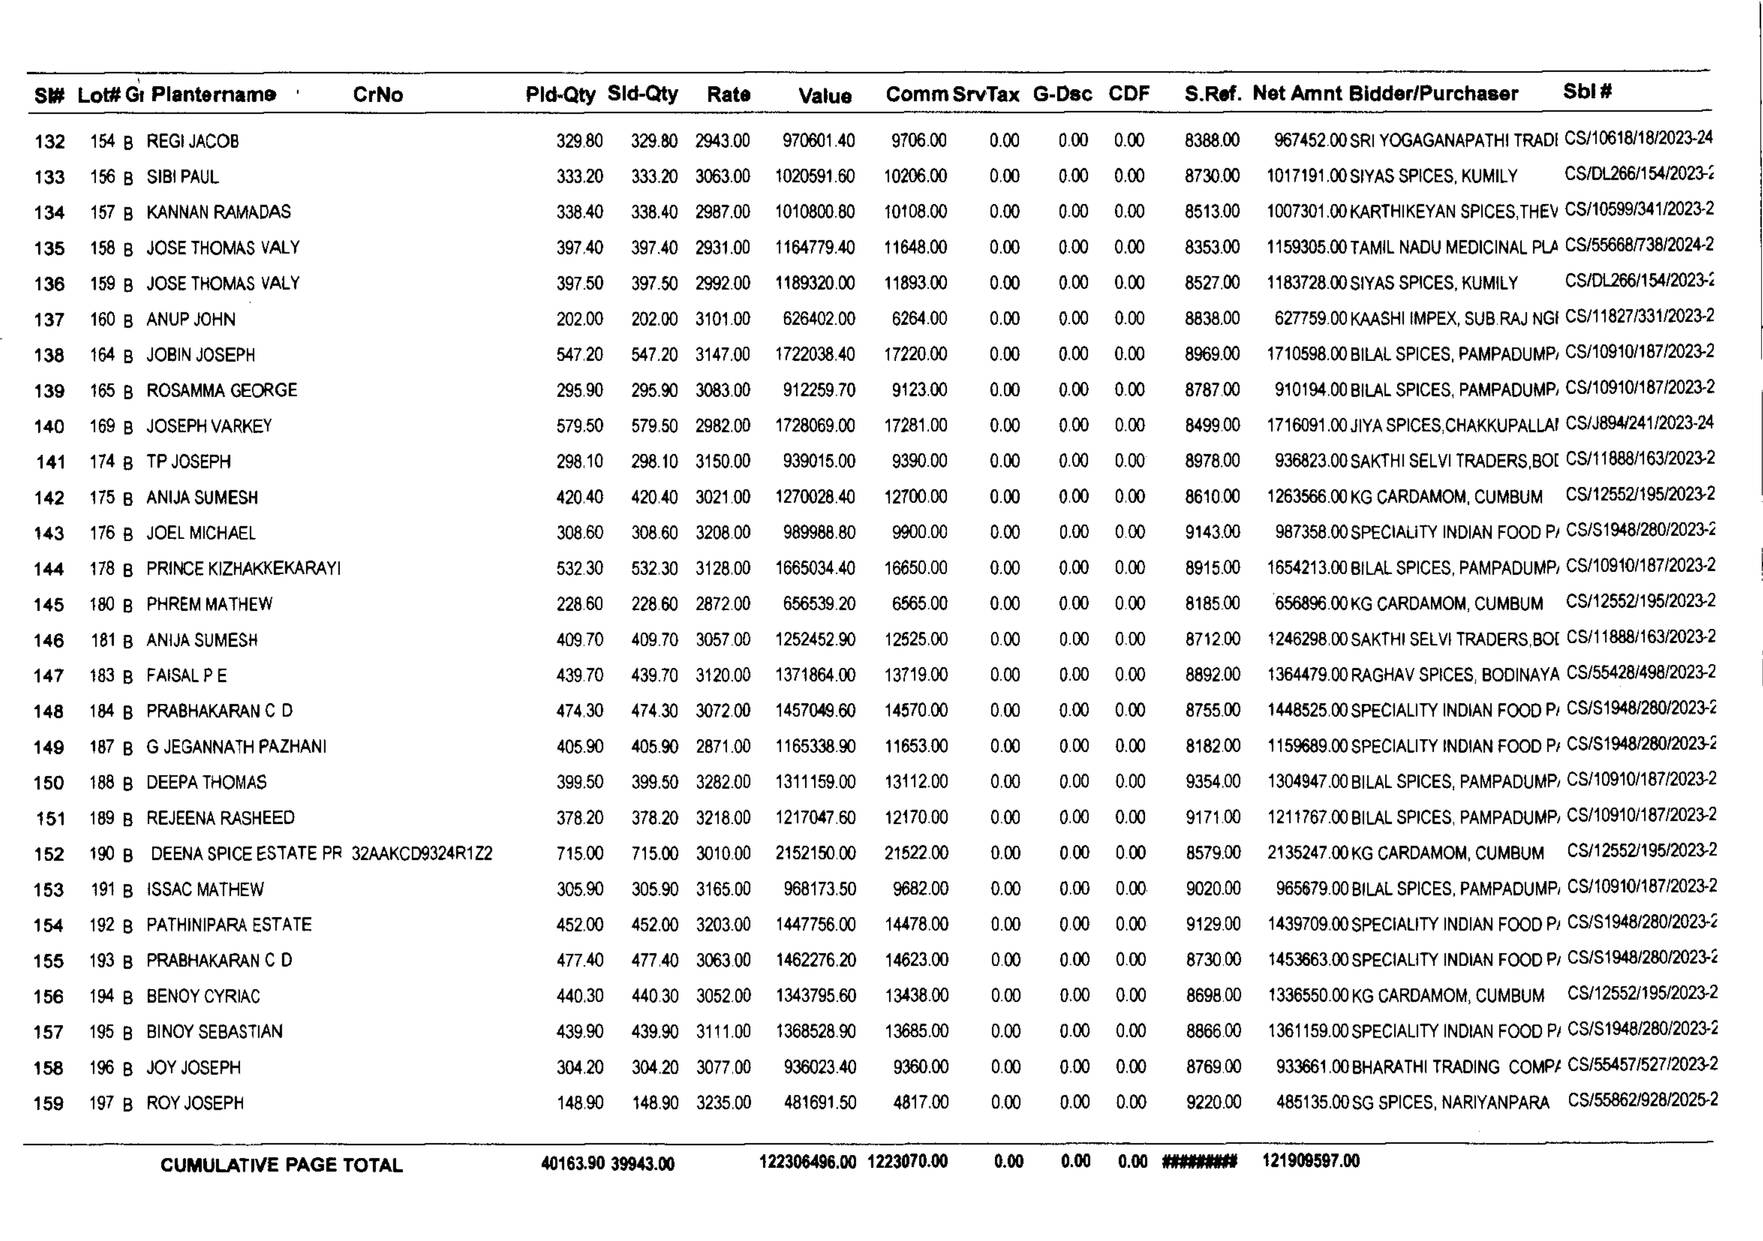 Sl# Lot# Gr Plantername CrNo Pld-Qty Sld-Qty Rate Value Comm SrvTax G-Dsc CDF S.Ref. Net Amnt Bidder/Purchaser Sbl #
132 154 B REGI JACOB 329.80 329.80 2943.00 970601.40 9706.00 0.00 0.00 0.00 8388.00 967452.00 SRI YOGAGANAPATHI TRADI CS/10618/18/2023-24
133 156 B SIBI PAUL 333.20 333.20 3063.00 1020591.60 10206.00 0.00 0.00 0.00 8730.00 1017191.00 SIYAS SPICES, KUMILY CS/DL266/154/2023-2
134 157 B KANNAN RAMADAS 338.40 338.40 2987.00 1010800.80 10108.00 0.00 0.00 0.00 8513.00 1007301.00 KARTHIKEYAN SPICES,THEV CS/10599/341/2023-2
135 158 B JOSE THOMAS VALY 397.40 397.40 2931.00 1164779.40 11648.00 0.00 0.00 0.00 8353.00 1159305.00 TAMIL NADU MEDICINAL PLA CS/55668/738/2024-2
136 159 B JOSE THOMAS VALY 397.50 397.50 2992.00 1189320.00 11893.00 0.00 0.00 0.00 8527.00 1183728.00 SIYAS SPICES, KUMILY CS/DL266/154/2023-2
137 160 B ANUP JOHN 202.00 202.00 3101.00 626402.00 6264.00 0.00 0.00 0.00 8838.00 627759.00 KAASHI IMPEX, SUB.RAJ NGI CS/11827/331/2023-2
138 164 B JOBIN JOSEPH 547.20 547.20 3147.00 1722038.40 17220.00 0.00 0.00 0.00 8969.00 1710598.00 BILAL SPICES, PAMPADUMP CS/10910/187/2023-2
139 165 B ROSAMMA GEORGE 295.90 295.90 3083.00 912259.70 9123.00 0.00 0.00 0.00 8787.00 910194.00 BILAL SPICES, PAMPADUMP CS/10910/187/2023-2
140 169 B JOSEPH VARKEY 579.50 579.50 2982.00 1728069.00 17281.00 0.00 0.00 0.00 8499.00 1716091.00 JIYA SPICES,CHAKKUPALLAI CS/J894/241/2023-24
141 174 B TP JOSEPH 298.10 298.10 3150.00 939015.00 9390.00 0.00 0.00 0.00 8978.00 936823.00 SAKTHI SELVI TRADERS,BOD CS/11888/163/2023-2
142 175 B ANIJA SUMESH 420.40 420.40 3021.00 1270028.40 12700.00 0.00 0.00 0.00 8610.00 1263566.00 KG CARDAMOM, CUMBUM CS/12552/195/2023-2
143 176 B JOEL MICHAEL 308.60 308.60 3208.00 989988.80 9900.00 0.00 0.00 0.00 9143.00 987358.00 SPECIALITY INDIAN FOOD PA CS/S1948/280/2023-2
144 178 B PRINCE KIZHAKKEKARAYI 532.30 532.30 3128.00 1665034.40 16650.00 0.00 0.00 0.00 8915.00 1654213.00 BILAL SPICES, PAMPADUMP CS/10910/187/2023-2
145 180 B PHREM MATHEW 228.60 228.60 2872.00 656539.20 6565.00 0.00 0.00 0.00 8185.00 656896.00 KG CARDAMOM, CUMBUM CS/12552/195/2023-2
146 181 B ANIJA SUMESH 409.70 409.70 3057.00 1252452.90 12525.00 0.00 0.00 0.00 8712.00 1246298.00 SAKTHI SELVI TRADERS,BOD CS/11888/163/2023-2
147 183 B FAISAL P E 439.70 439.70 3120.00 1371864.00 13719.00 0.00 0.00 0.00 8892.00 1364479.00 RAGHAV SPICES, BODINAYA CS/55428/498/2023-2
148 184 B PRABHAKARAN C D 474.30 474.30 3072.00 1457049.60 14570.00 0.00 0.00 0.00 8755.00 1448525.00 SPECIALITY INDIAN FOOD PA CS/S1948/280/2023-2
149 187 B G JEGANNATH PAZHANI 405.90 405.90 2871.00 1165338.90 11653.00 0.00 0.00 0.00 8182.00 1159689.00 SPECIALITY INDIAN FOOD PA CS/S1948/280/2023-2
150 188 B DEEPA THOMAS 399.50 399.50 3282.00 1311159.00 13112.00 0.00 0.00 0.00 9354.00 1304947.00 BILAL SPICES, PAMPADUMP CS/10910/187/2023-2
151 189 B REJEENA RASHEED 378.20 378.20 3218.00 1217047.60 12170.00 0.00 0.00 0.00 9171.00 1211767.00 BILAL SPICES, PAMPADUMP CS/10910/187/2023-2
152 190 B DEENA SPICE ESTATE PR 32AAKCD9324R1Z2 715.00 715.00 3010.00 2152150.00 21522.00 0.00 0.00 0.00 8579.00 2135247.00 KG CARDAMOM, CUMBUM CS/12552/195/2023-2
153 191 B ISSAC MATHEW 305.90 305.90 3165.00 968173.50 9682.00 0.00 0.00 0.00 9020.00 965679.00 BILAL SPICES, PAMPADUMP CS/10910/187/2023-2
154 192 B PATHINIPARA ESTATE 452.00 452.00 3203.00 1447756.00 14478.00 0.00 0.00 0.00 9129.00 1439709.00 SPECIALITY INDIAN FOOD PA CS/S1948/280/2023-2
155 193 B PRABHAKARAN C D 477.40 477.40 3063.00 1462276.20 14623.00 0.00 0.00 0.00 8730.00 1453663.00 SPECIALITY INDIAN FOOD PA CS/S1948/280/2023-2
156 194 B BENOY CYRIAC 440.30 440.30 3052.00 1343795.60 13438.00 0.00 0.00 0.00 8698.00 1336550.00 KG CARDAMOM, CUMBUM CS/12552/195/2023-2
157 195 B BINOY SEBASTIAN 439.90 439.90 3111.00 1368528.90 13685.00 0.00 0.00 0.00 8866.00 1361159.00 SPECIALITY INDIAN FOOD PA CS/S1948/280/2023-2
158 196 B JOY JOSEPH 304.20 304.20 3077.00 936023.40 9360.00 0.00 0.00 0.00 8769.00 933661.00 BHARATHI TRADING COMPA CS/55457/527/2023-2
159 197 B ROY JOSEPH 148.90 148.90 3235.00 481691.50 4817.00 0.00 0.00 0.00 9220.00 485135.00 SG SPICES, NARIYANPARA CS/55862/928/2025-2
CUMULATIVE PAGE TOTAL 40163.90 39943.00 122306496.00 1223070.00 0.00 0.00 0.00 ######### 121909597.00